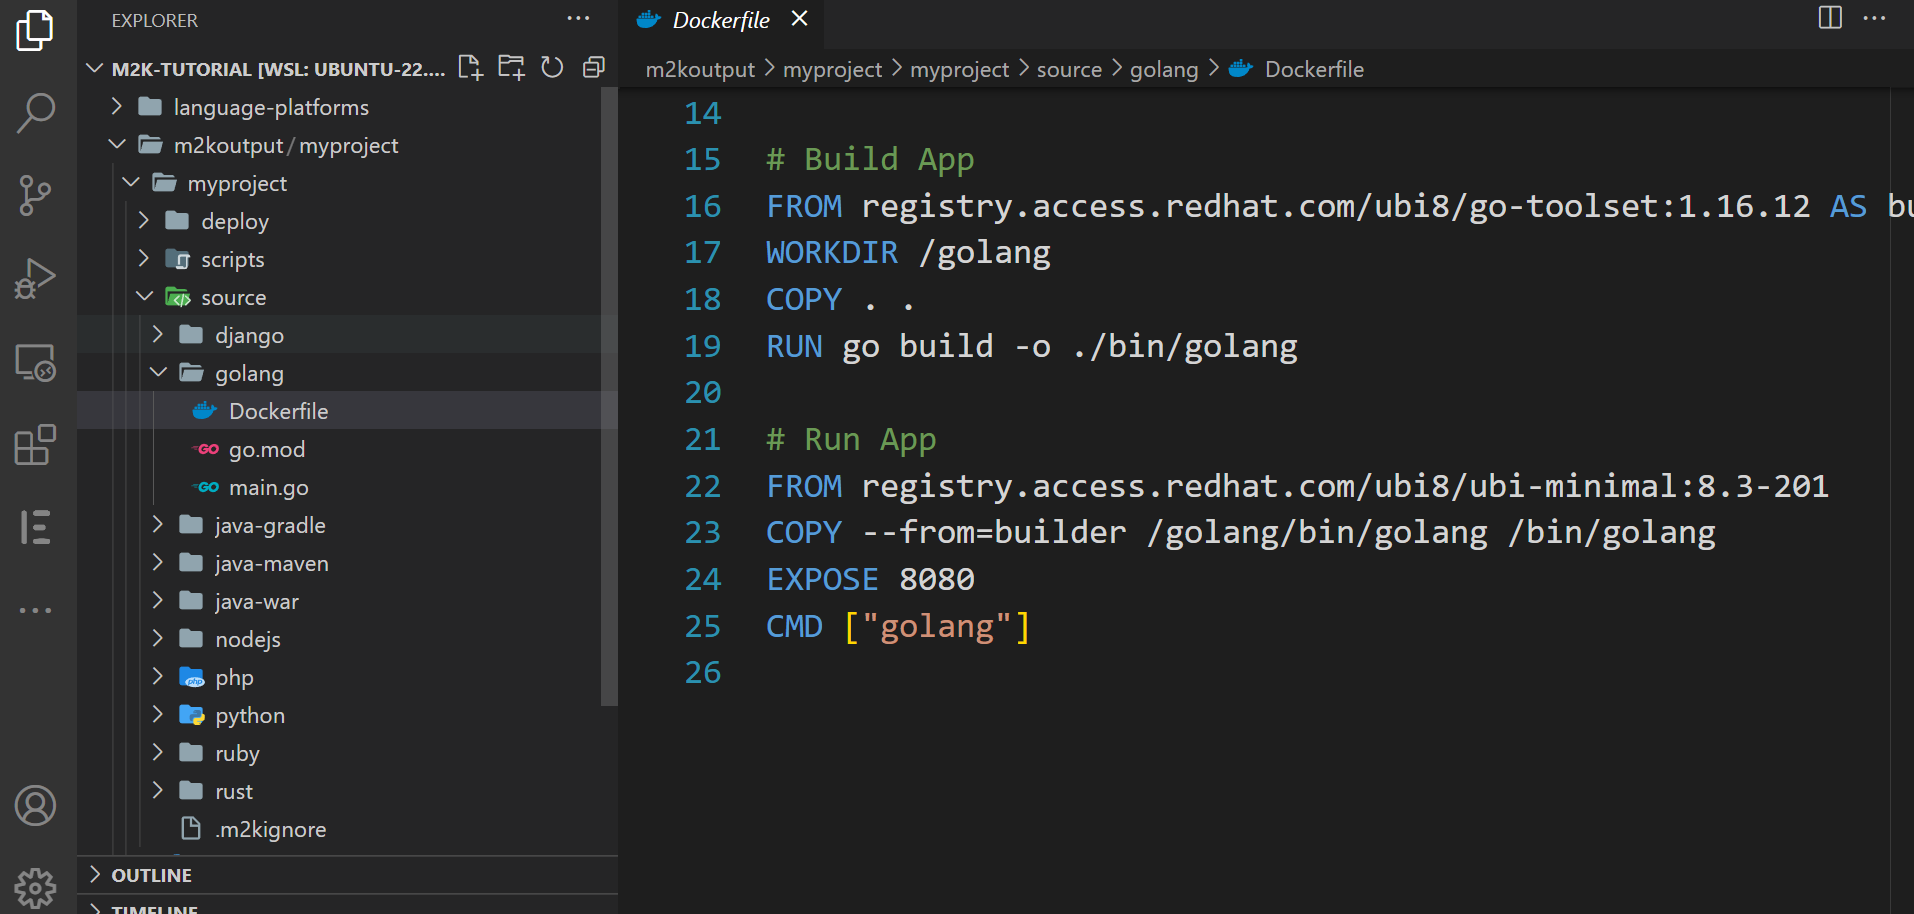 EXPLORER
M2K-TUTORIAL [WSL: UBUNTU-22....
language-platforms
m2koutput / myproject
myproject
deploy
scripts
source
django
golang
Dockerfile
GO go.mod
GO main.go
java-gradle
java-maven
java-war
nodejs
php php
python
ruby
rust
.m2kignore
OUTLINE
TIMELINE
Dockerfile
m2koutput > myproject > myproject > source > golang > Dockerfile
14
15 # Build App
16 FROM registry.access.redhat.com/ubi8/go-toolset:1.16.12 AS bu
17 WORKDIR /golang
18 COPY . .
19 RUN go build -o ./bin/golang
20
21 # Run App
22 FROM registry.access.redhat.com/ubi8/ubi-minimal:8.3-201
23 COPY --from=builder /golang/bin/golang /bin/golang
24 EXPOSE 8080
25 CMD ["golang"]
26